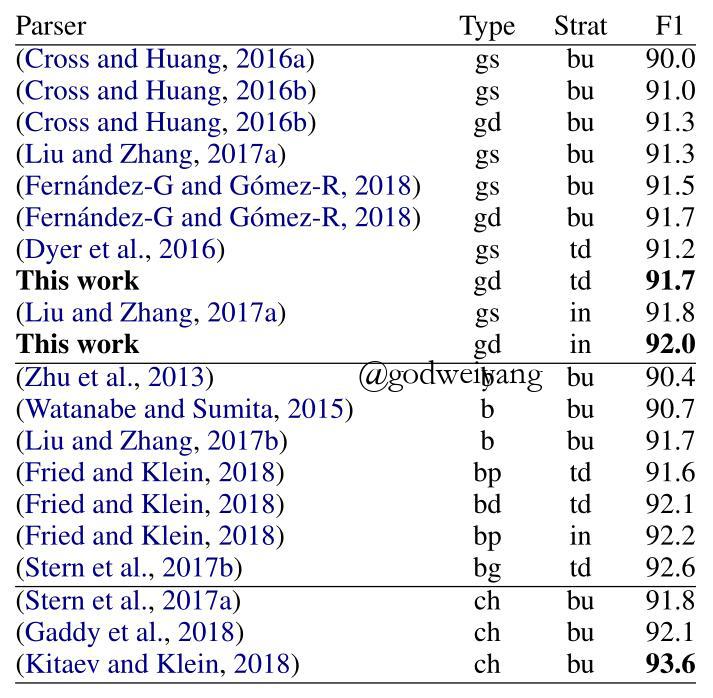 Parser Type Strat F1
(Cross and Huang, 2016a) gs bu 90.0
(Cross and Huang, 2016b) gs bu 91.0
(Cross and Huang, 2016b) gd bu 91.3
(Liu and Zhang, 2017a) gs bu 91.3
(Fernández-G and Gómez-R, 2018) gs bu 91.5
(Fernández-G and Gómez-R, 2018) gd bu 91.7
(Dyer et al., 2016) gs td 91.2
This work gd td 91.7
(Liu and Zhang, 2017a) gs in 91.8
This work gd in 92.0
(Zhu et al., 2013) b bu 90.4
@godweiyang
(Watanabe and Sumita, 2015) b bu 90.7
(Liu and Zhang, 2017b) b bu 91.7
(Fried and Klein, 2018) bp td 91.6
(Fried and Klein, 2018) bd td 92.1
(Fried and Klein, 2018) bp in 92.2
(Stern et al., 2017b) bg td 92.6
(Stern et al., 2017a) ch bu 91.8
(Gaddy et al., 2018) ch bu 92.1
(Kitaev and Klein, 2018) ch bu 93.6